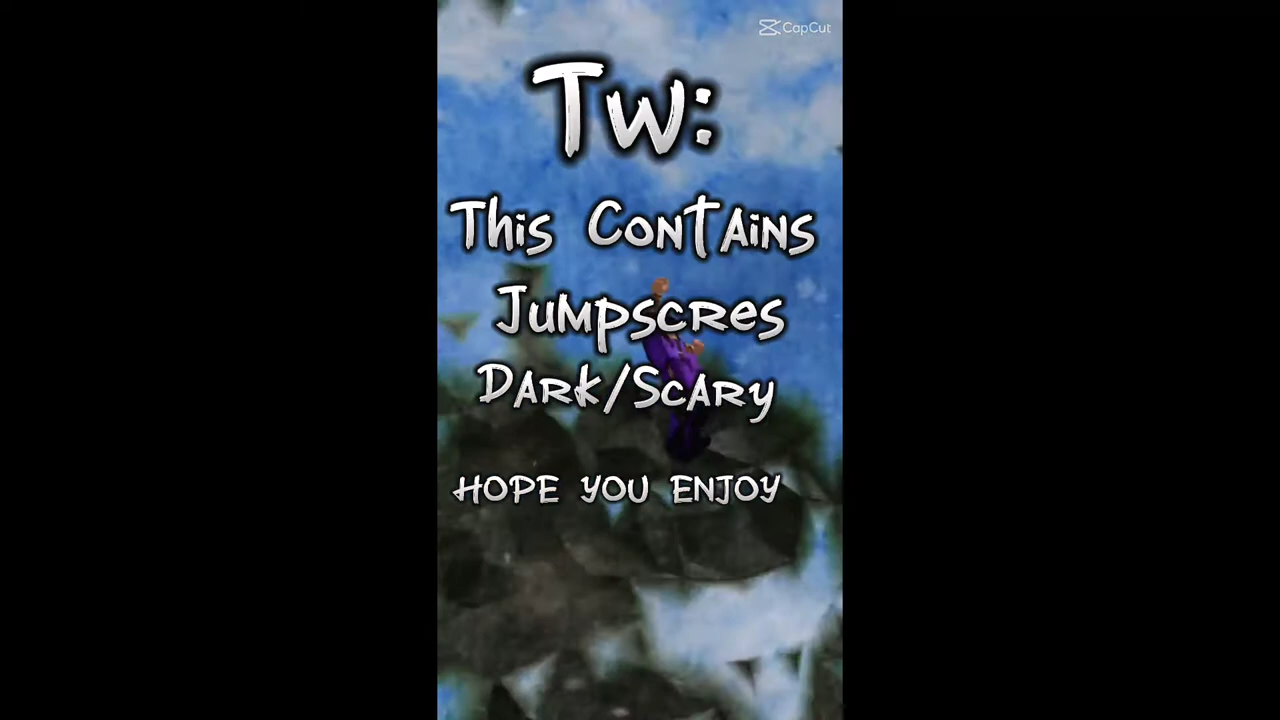 CapCut
Tw:
This Contains
Jumpscres
Dark/Scary
HOPE YOU ENJOY